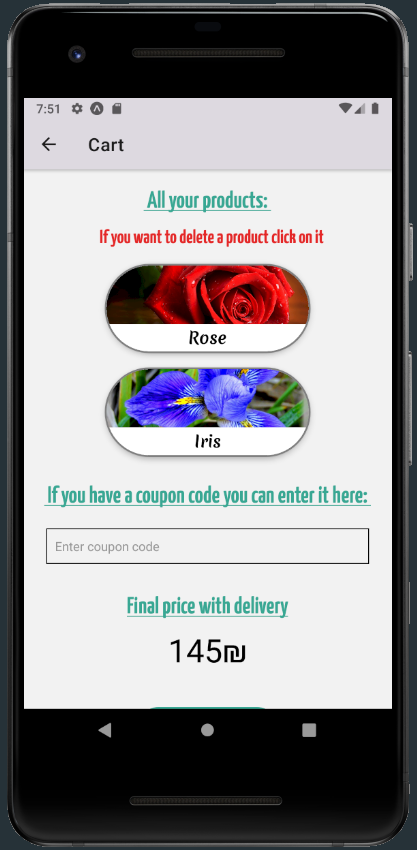 7:51
Cart
All your products:
If you want to delete a product click on it
Rose
Iris
If you have a coupon code you can enter it here:
Enter coupon code
Final price with delivery
145₪